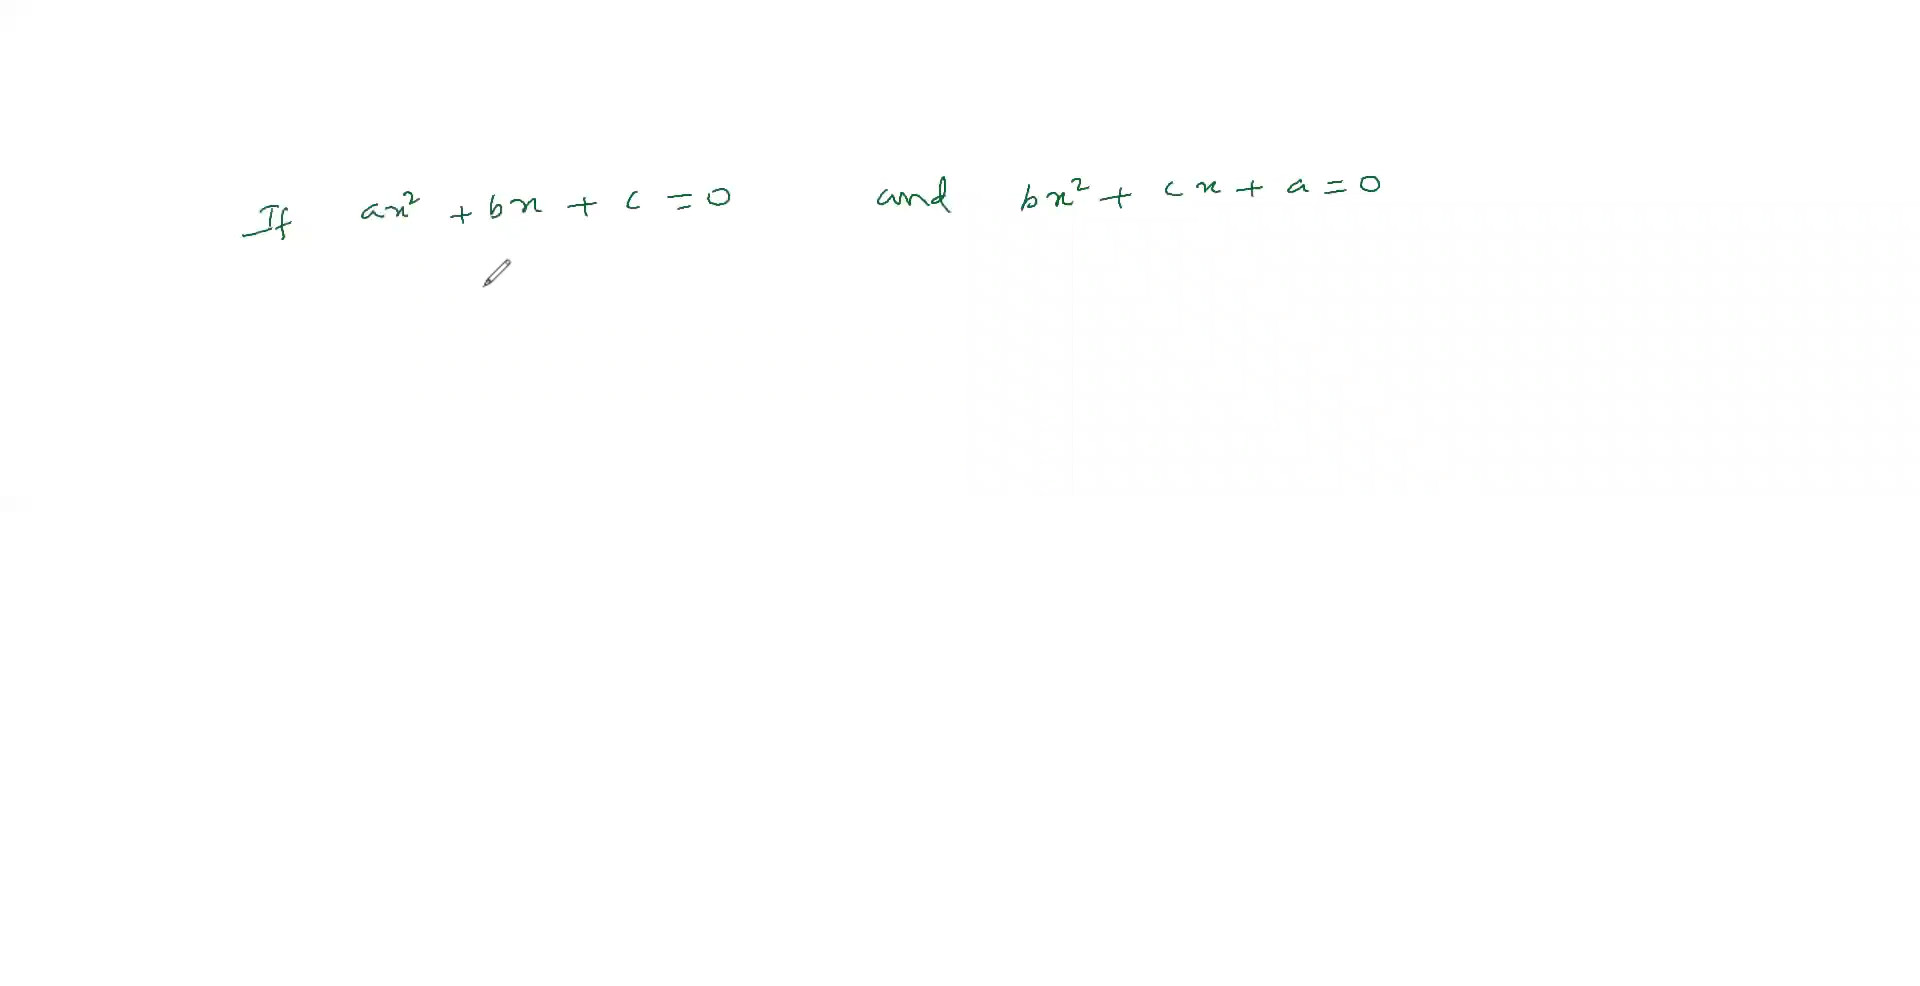 If ax² + bx + c = 0 and bx² + cx + a = 0